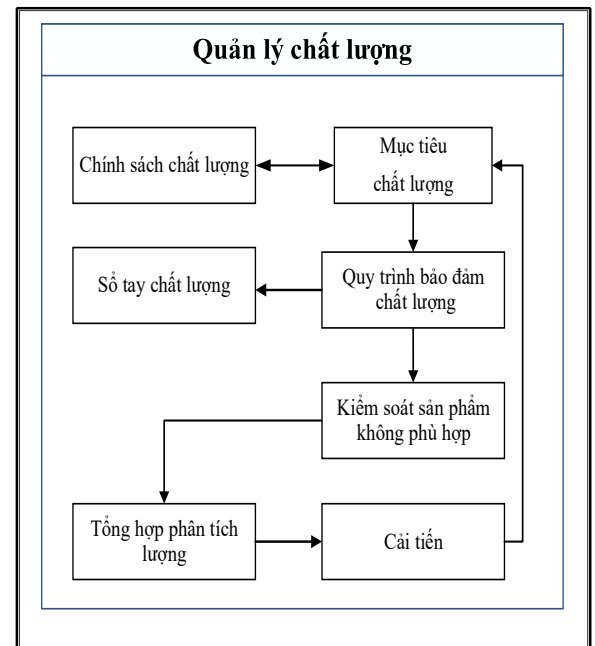 Quản lý chất lượng
Chính sách chất lượng
Mục tiêu
chất lượng
Sổ tay chất lượng
Quy trình bảo đảm
chất lượng
Kiểm soát sản phẩm
không phù hợp
Tổng hợp phân tích
lượng
Cải tiến